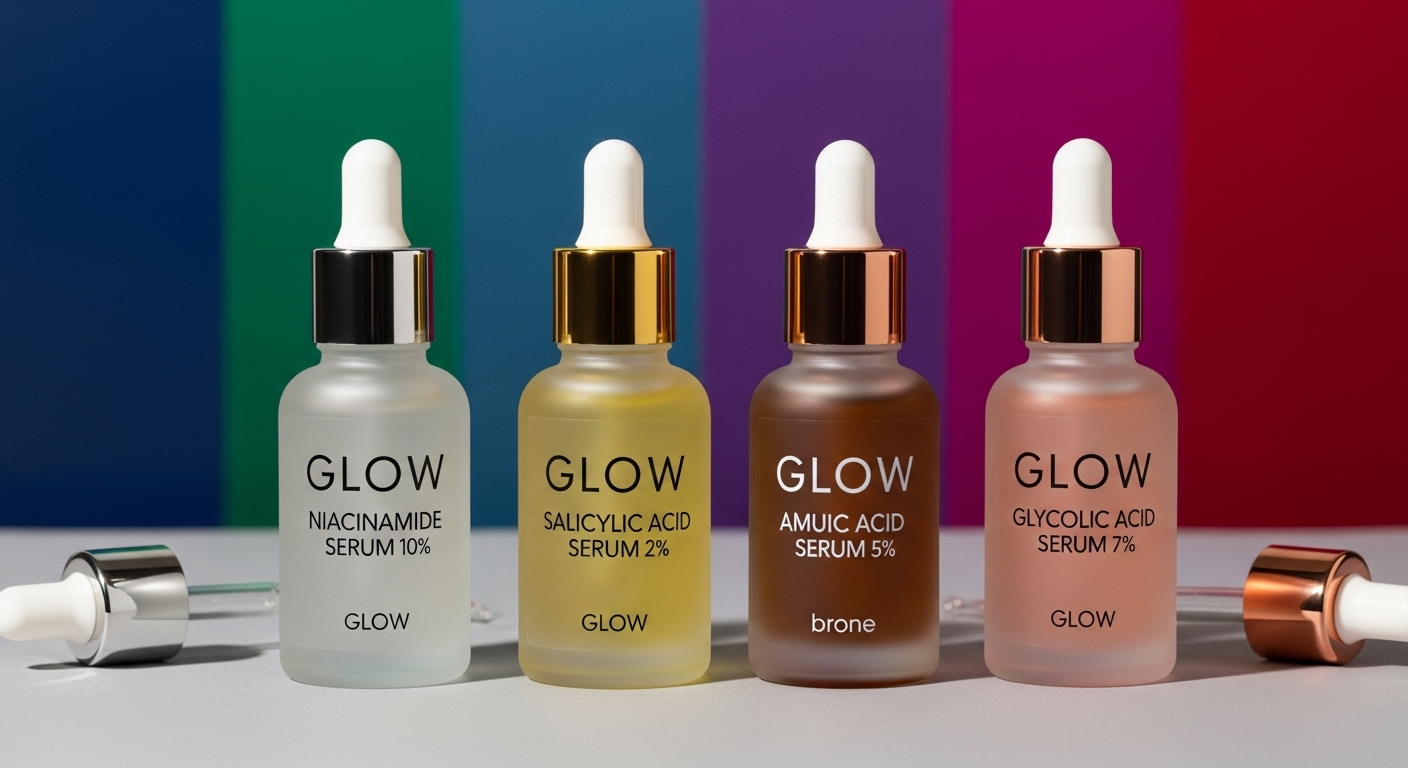 GLOW
NIACINAMIDE
SERUM 10%
GLOW
GLOW
SALICYLIC ACID
SERUM 2%
GLOW
GLOW
AMUIC ACID
SERUM 5%
brone
GLOW
GLYCOLIC ACID
SERUM 7%
GLOW